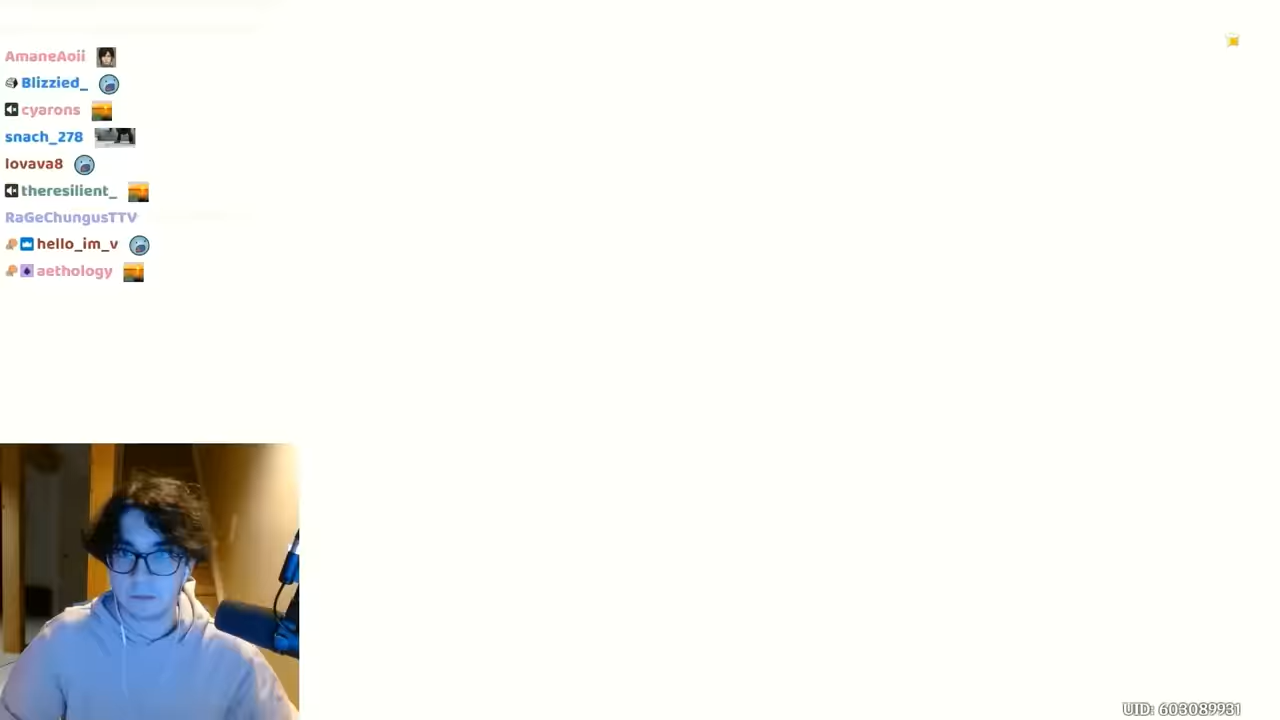 AmaneAoii
Blizzied_
cyarons
snach_278
lovava8
theresilient_
RaGeChungusTTV
hello_im_v
aethology
UID: 603089931